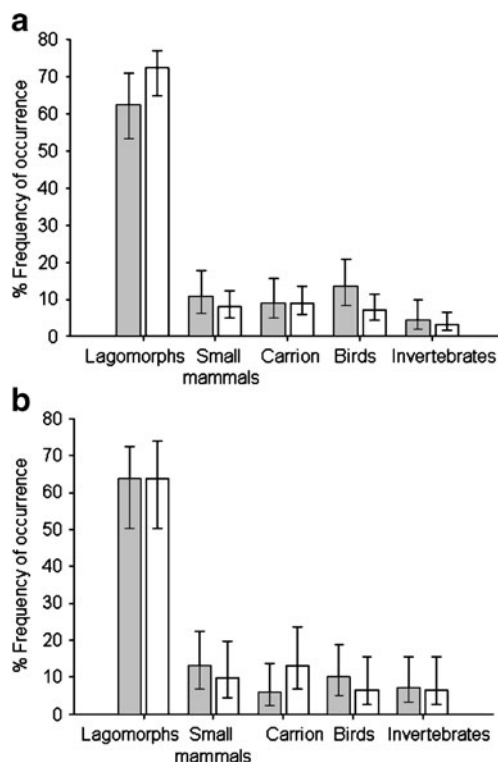 a
% Frequency of occurrence
80
70
60
50
40
30
20
10
0
Lagomorphs Small Carrion Birds Invertebrates
mammals
b
% Frequency of occurrence
80
70
60
50
40
30
20
10
0
Lagomorphs Small Carrion Birds Invertebrates
mammals